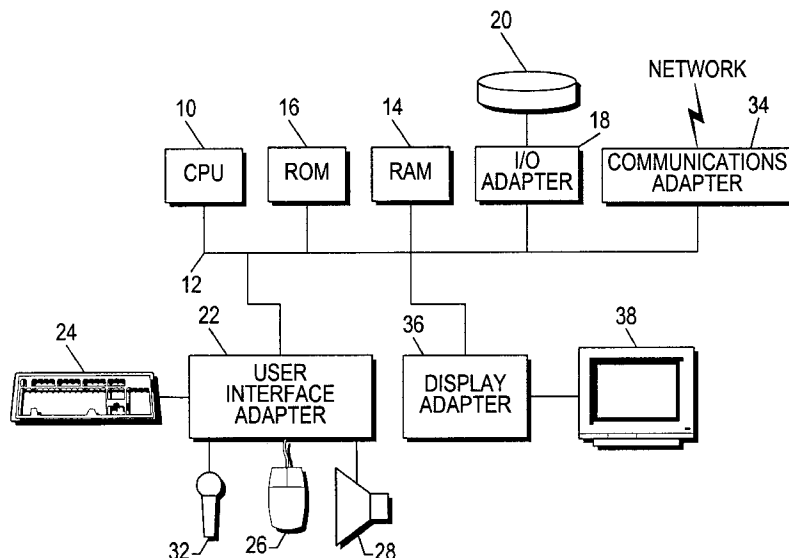 20
NETWORK
10
16
14
18
34
CPU
ROM
RAM
I/O
ADAPTER
COMMUNICATIONS
ADAPTER
12
24
22
36
38
USER
INTERFACE
ADAPTER
DISPLAY
ADAPTER
32
26
28